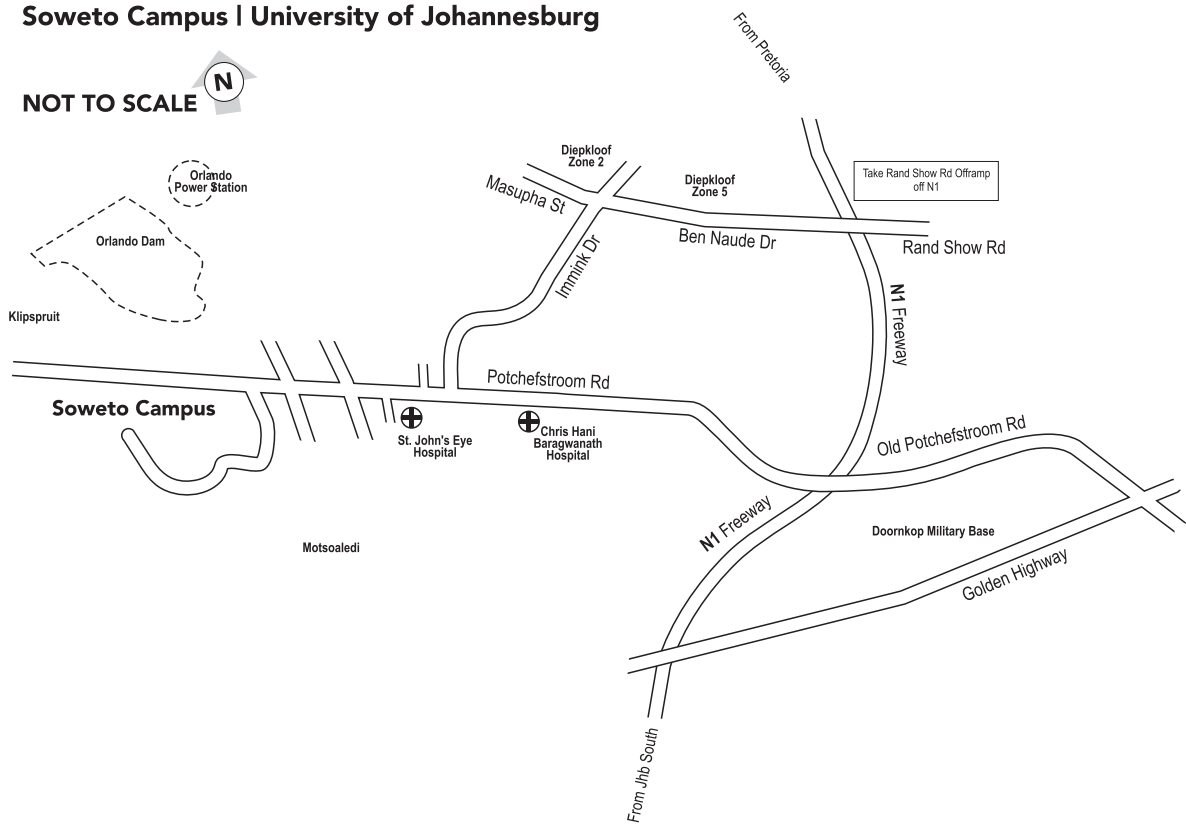 Soweto Campus | University of Johannesburg
From Pretoria
N
NOT TO SCALE
Diepkloof
Zone 2
Take Rand Show Rd Offramp
off N1
Orlando
Power Station
Masupha St
Diepkloof
Zone 5
Orlando Dam
Ben Naude Dr
Rand Show Rd
Immink Dr
N1 Freeway
Klipspruit
Potchefstroom Rd
Soweto Campus
St. John's Eye
Hospital
Chris Hani
Baragwanath
Hospital
Old Potchefstroom Rd
N1 Freeway
Doornkop Military Base
Motsoaledi
Golden Highway
From Jhb South